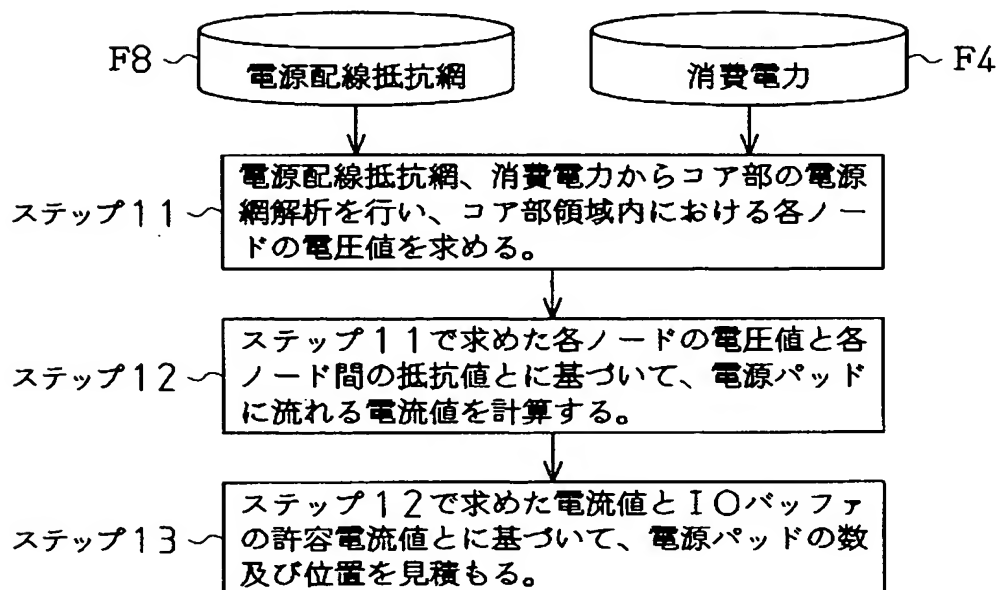 F8
電源配線抵抗網
消費電力
F4
ステップ11
電源配線抵抗網、消費電力からコア部の電源
網解析を行い、コア部領域内における各ノー
ドの電圧値を求める。
ステップ12
ステップ11で求めた各ノードの電圧値と各
ノード間の抵抗値とに基づいて、電源パッド
に流れる電流値を計算する。
ステップ13
ステップ12で求めた電流値とIOバッファ
の許容電流値とに基づいて、電源パッドの数
及び位置を見積もる。